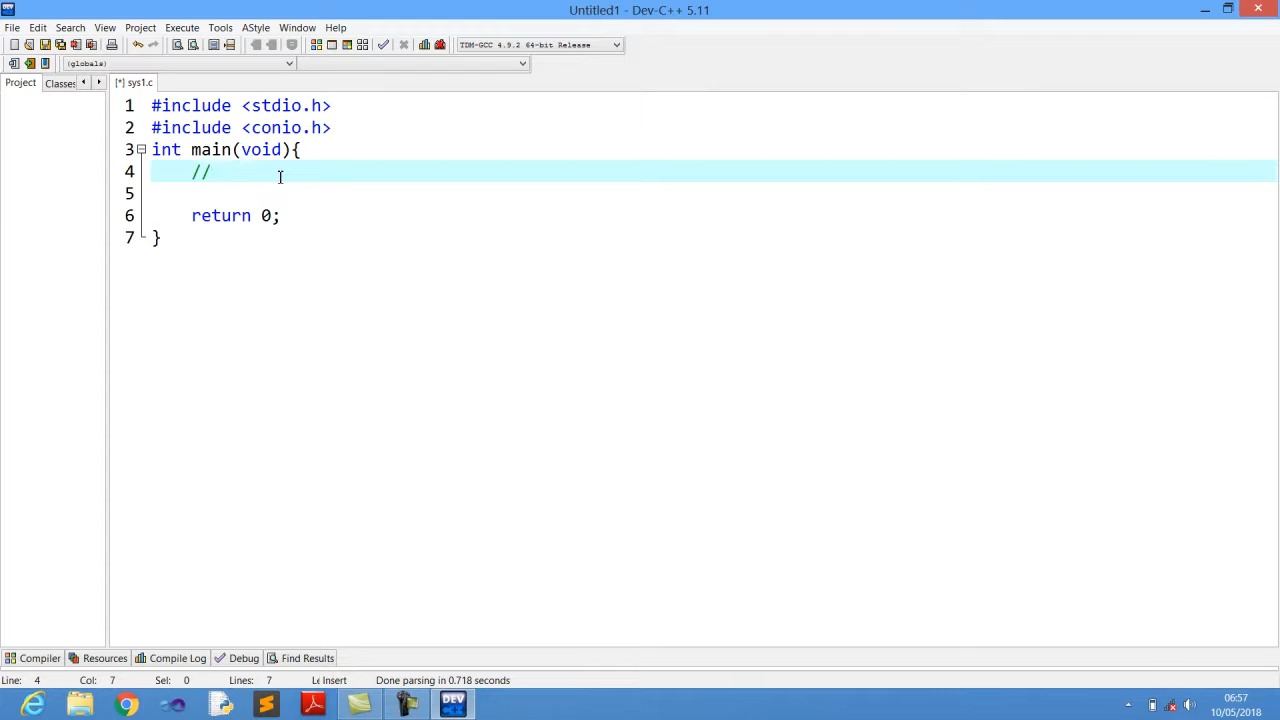 Untitled1 - Dev-C++ 5.11
File Edit Search View Project Execute Tools AStyle Window Help
TDM-GCC 4.9.2 64-bit Release
(globals)
Project Classes [*] sys1.c
1 #include <stdio.h>
2 #include <conio.h>
3 int main(void){
4 //
5
6 return 0;
7 }
Compiler Resources Compile Log Debug Find Results
Line: 4 Col: 7 Sel: 0 Lines: 7 Le Insert Done parsing in 0.718 seconds
DEV 06:57
10/05/2018